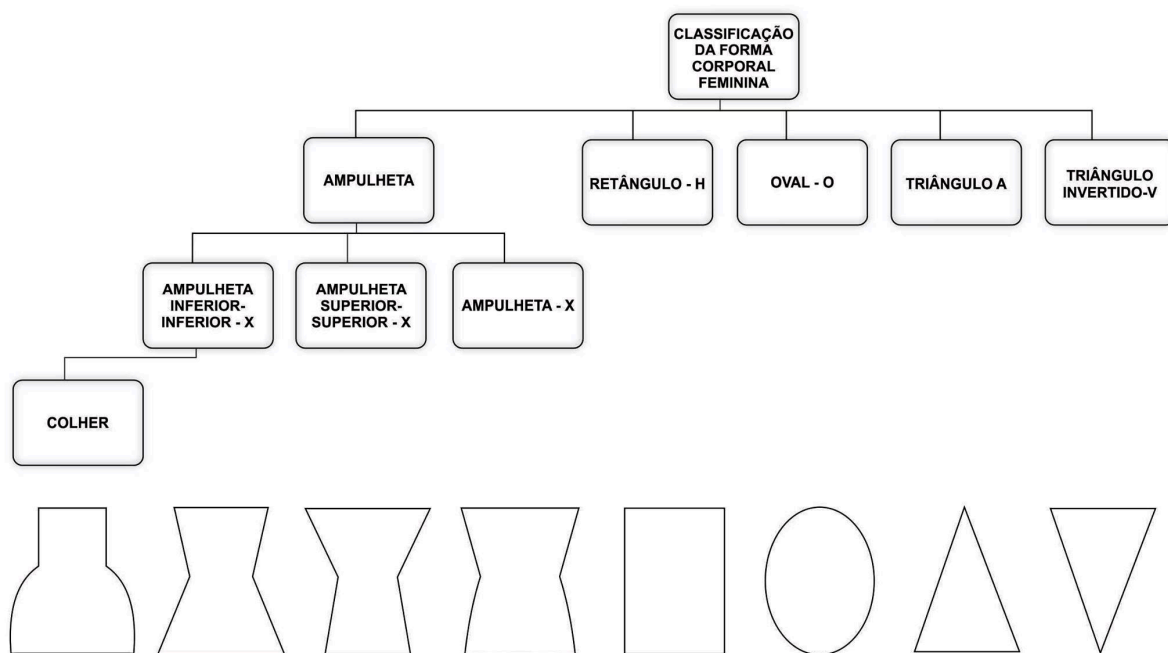 CLASSIFICAÇÃO
DA FORMA
CORPORAL
FEMININA
AMPULHETA
RETÂNGULO - H
OVAL - O
TRIÂNGULO A
TRIÂNGULO
INVERTIDO-V
AMPULHETA
INFERIOR-
INFERIOR - X
AMPULHETA
SUPERIOR-
SUPERIOR - X
AMPULHETA - X
COLHER